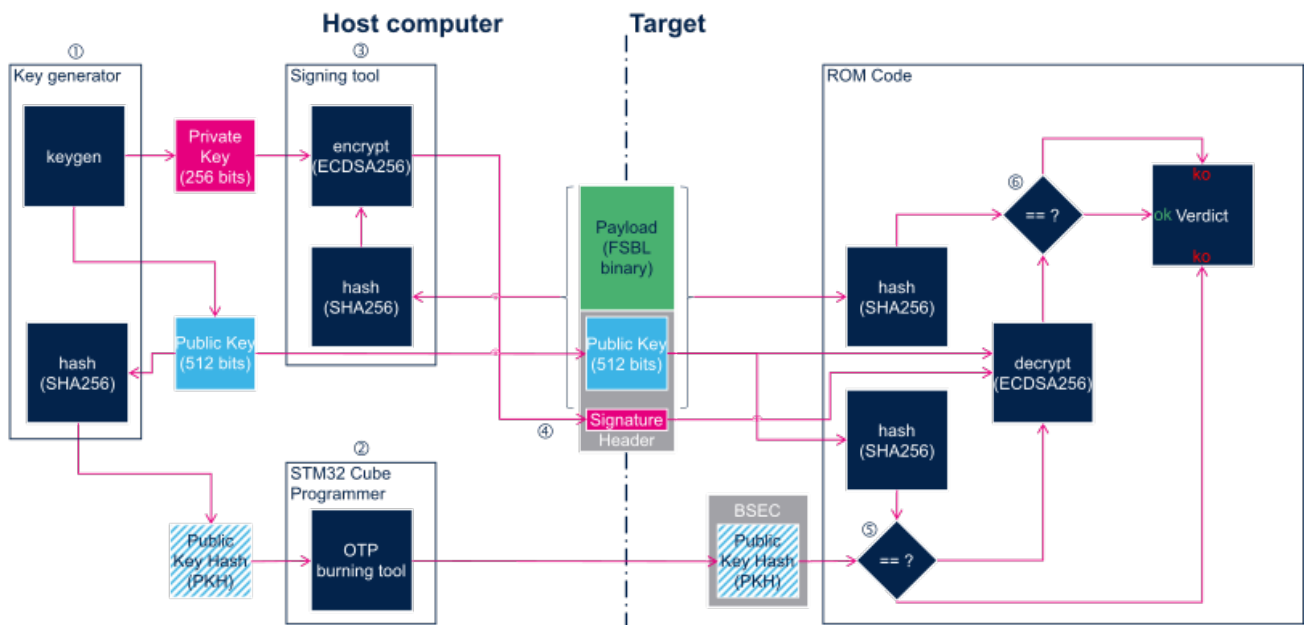 Host computer
Target
①
Key generator
keygen
Private
Key
(256 bits)
③
Signing tool
encrypt
(ECDSA256)
hash
(SHA256)
Public Key
(512 bits)
hash
(SHA256)
Payload
(FSBL
binary)
Public Key
(512 bits)
Signature
Header
④
ROM Code
hash
(SHA256)
⑥
== ?
ko
ok Verdict
ko
decrypt
(ECDSA256)
hash
(SHA256)
⑤
== ?
②
STM32 Cube
Programmer
OTP
burning tool
Public
Key Hash
(PKH)
BSEC
Public
Key Hash
(PKH)